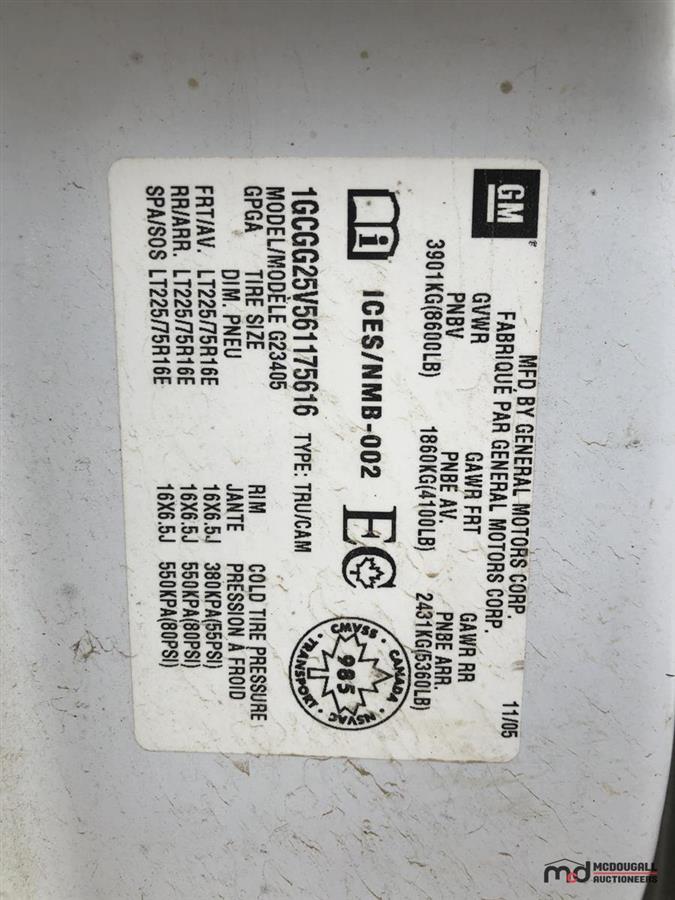 GM
MFD BY GENERAL MOTORS CORP. 11/05
FABRIQUÉ PAR GENERAL MOTORS CORP.
GVWR GAWR FRT GAWR RR
PNBV PNBE AV. PNBE ARR.
3901KG(8600LB) 1860KG(4100LB) 2431KG(5360LB)
i ICES/NMB-002 EC
CANADA • NSVAC • TRANSPORT • CMVSS •
985
T
1GCGG25V561175616 TYPE: TRU/CAM
MODEL/MODÈLE G23405
GPGA TIRE SIZE RIM COLD TIRE PRESSURE
DIM. PNEU JANTE PRESSION À FROID
FRT/AV. LT225/75R16E 16X6.5J 380KPA(55PSI)
RR/ARR. LT225/75R16E 16X6.5J 550KPA(80PSI)
SPA/SOS LT225/75R16E 16X6.5J 550KPA(80PSI)
md MCDOUGALL
AUCTIONEERS